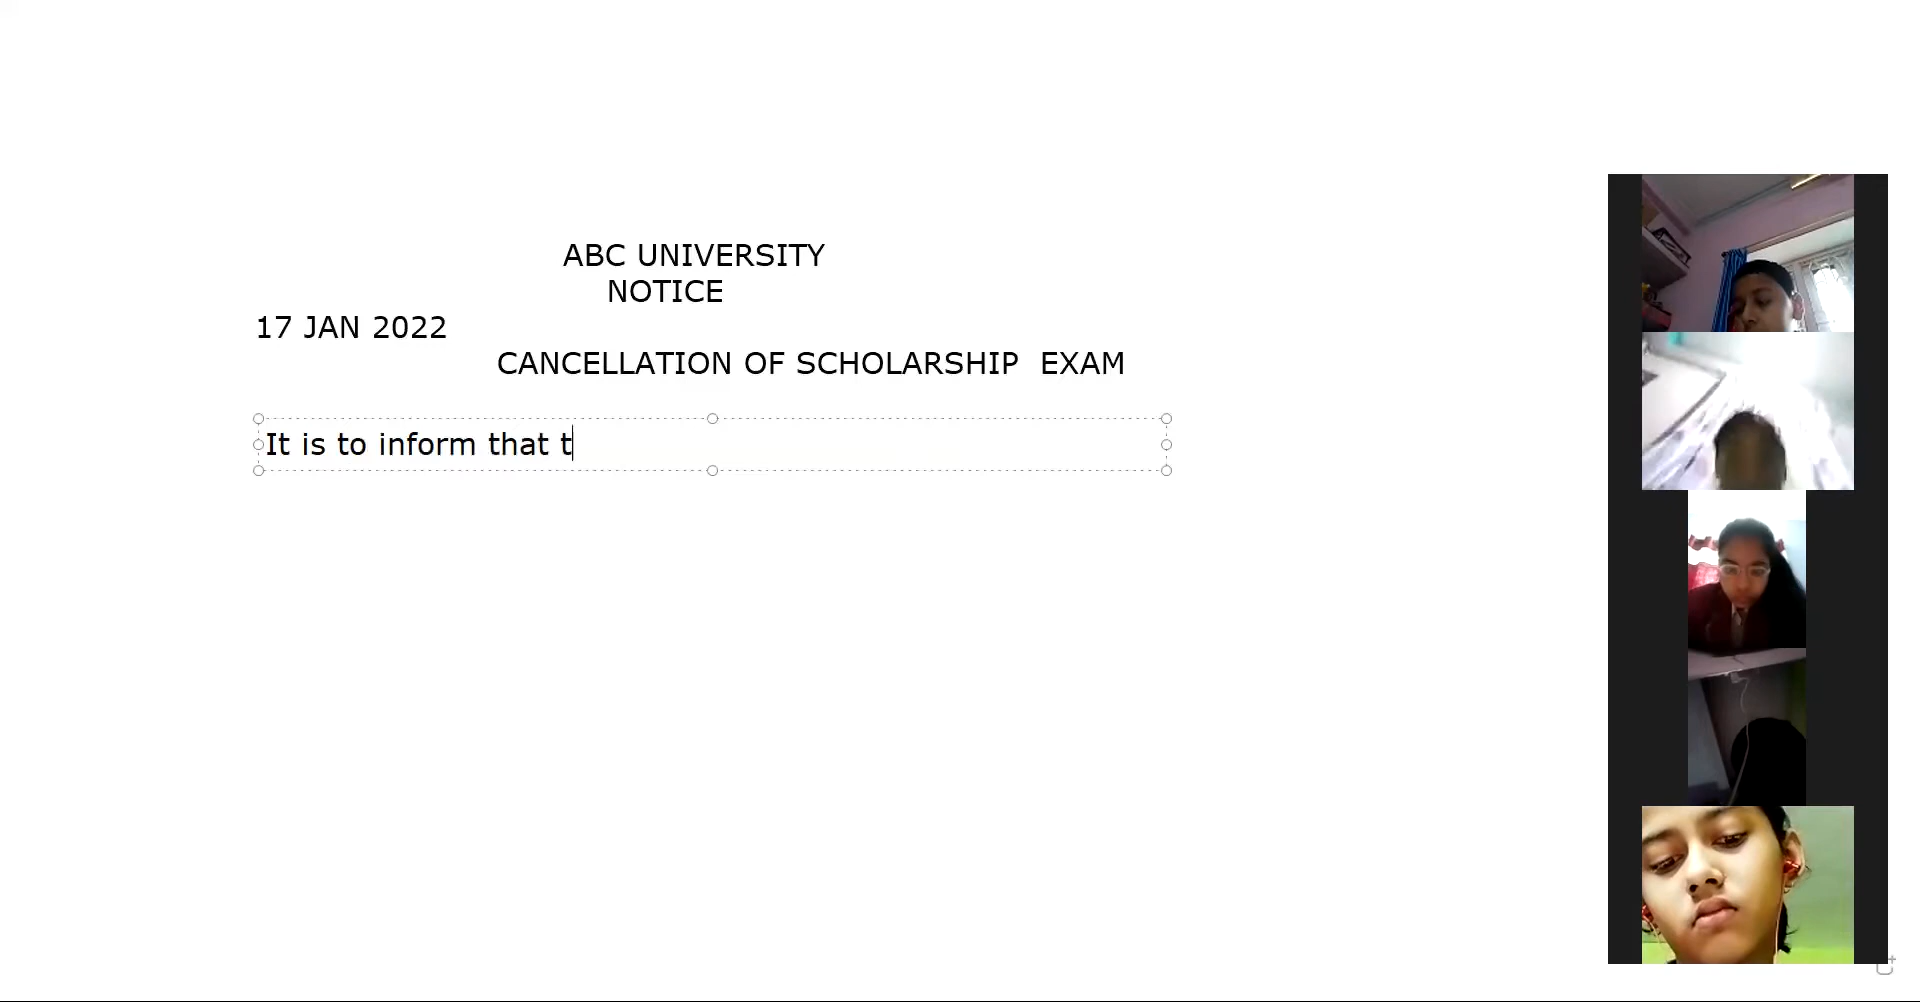 ABC UNIVERSITY
NOTICE
17 JAN 2022
CANCELLATION OF SCHOLARSHIP  EXAM
It is to inform that t